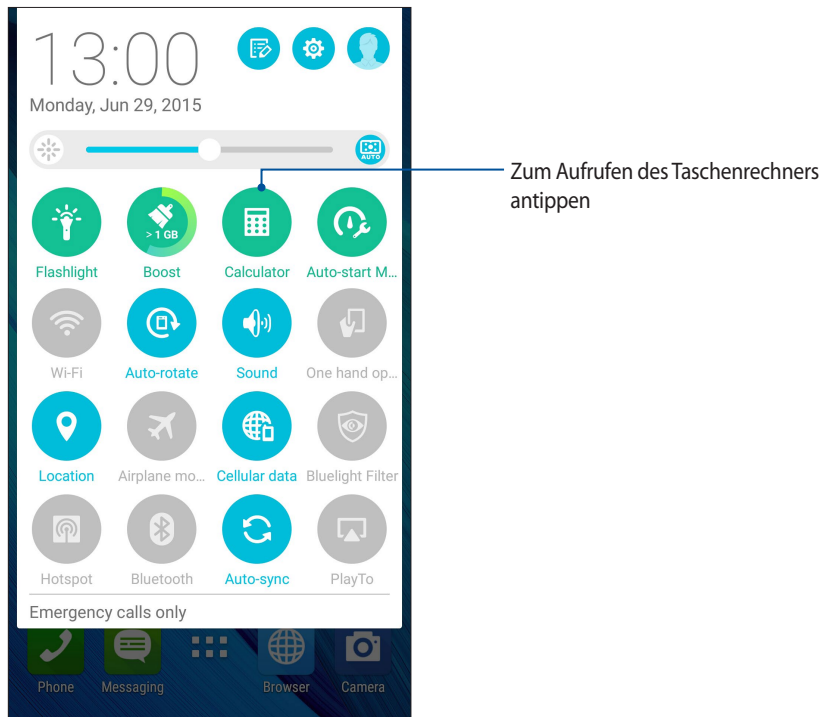 13:00
Monday, Jun 29, 2015
AUTO
Zum Aufrufen des Taschenrechners
antippen
> 1 GB
Flashlight
Boost
Calculator
Auto-start M...
Wi-Fi
Auto-rotate
Sound
One hand op...
Location
Airplane mo...
Cellular data
Bluelight Filter
Hotspot
Bluetooth
Auto-sync
PlayTo
Emergency calls only
Phone
Messaging
Browser
Camera